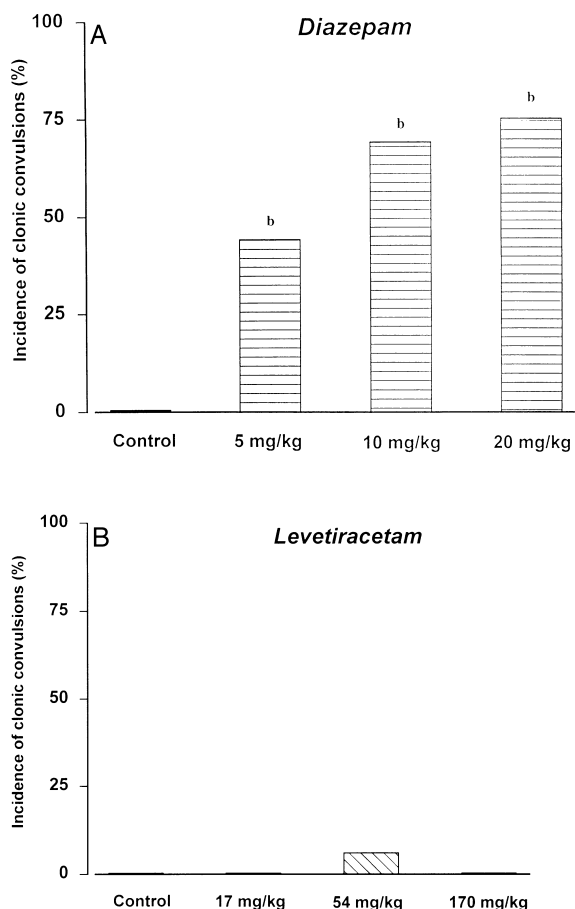 A
Diazepam
Incidence of clonic convulsions (%)
100
75
50
25
0
b
b
b
Control 5 mg/kg 10 mg/kg 20 mg/kg
B
Levetiracetam
Incidence of clonic convulsions (%)
100
75
50
25
0
Control 17 mg/kg 54 mg/kg 170 mg/kg